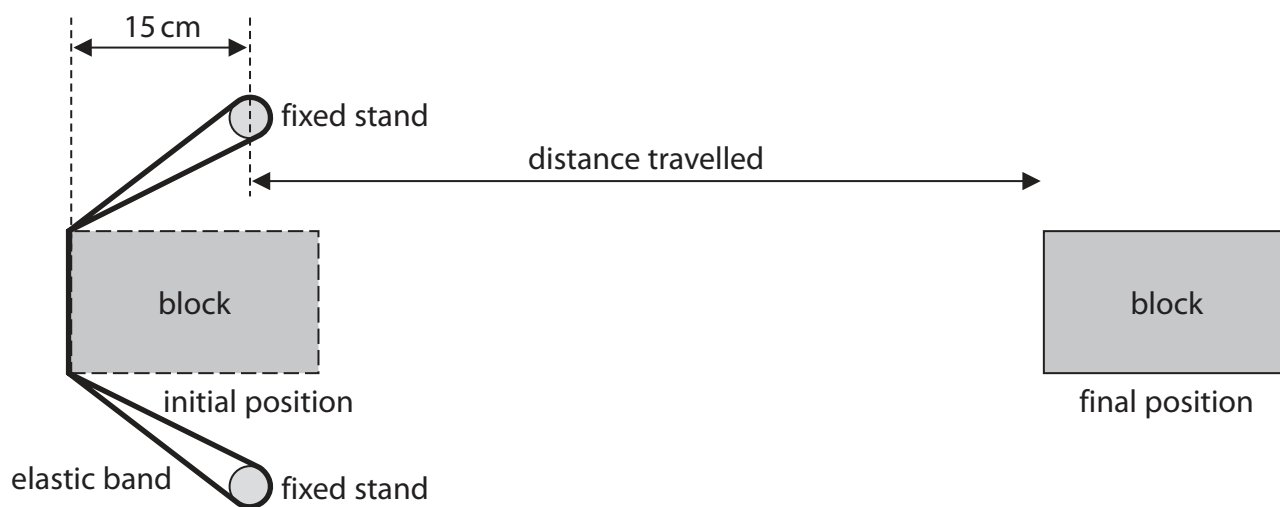 15 cm
fixed stand
distance travelled
block
block
initial position
final position
elastic band
fixed stand